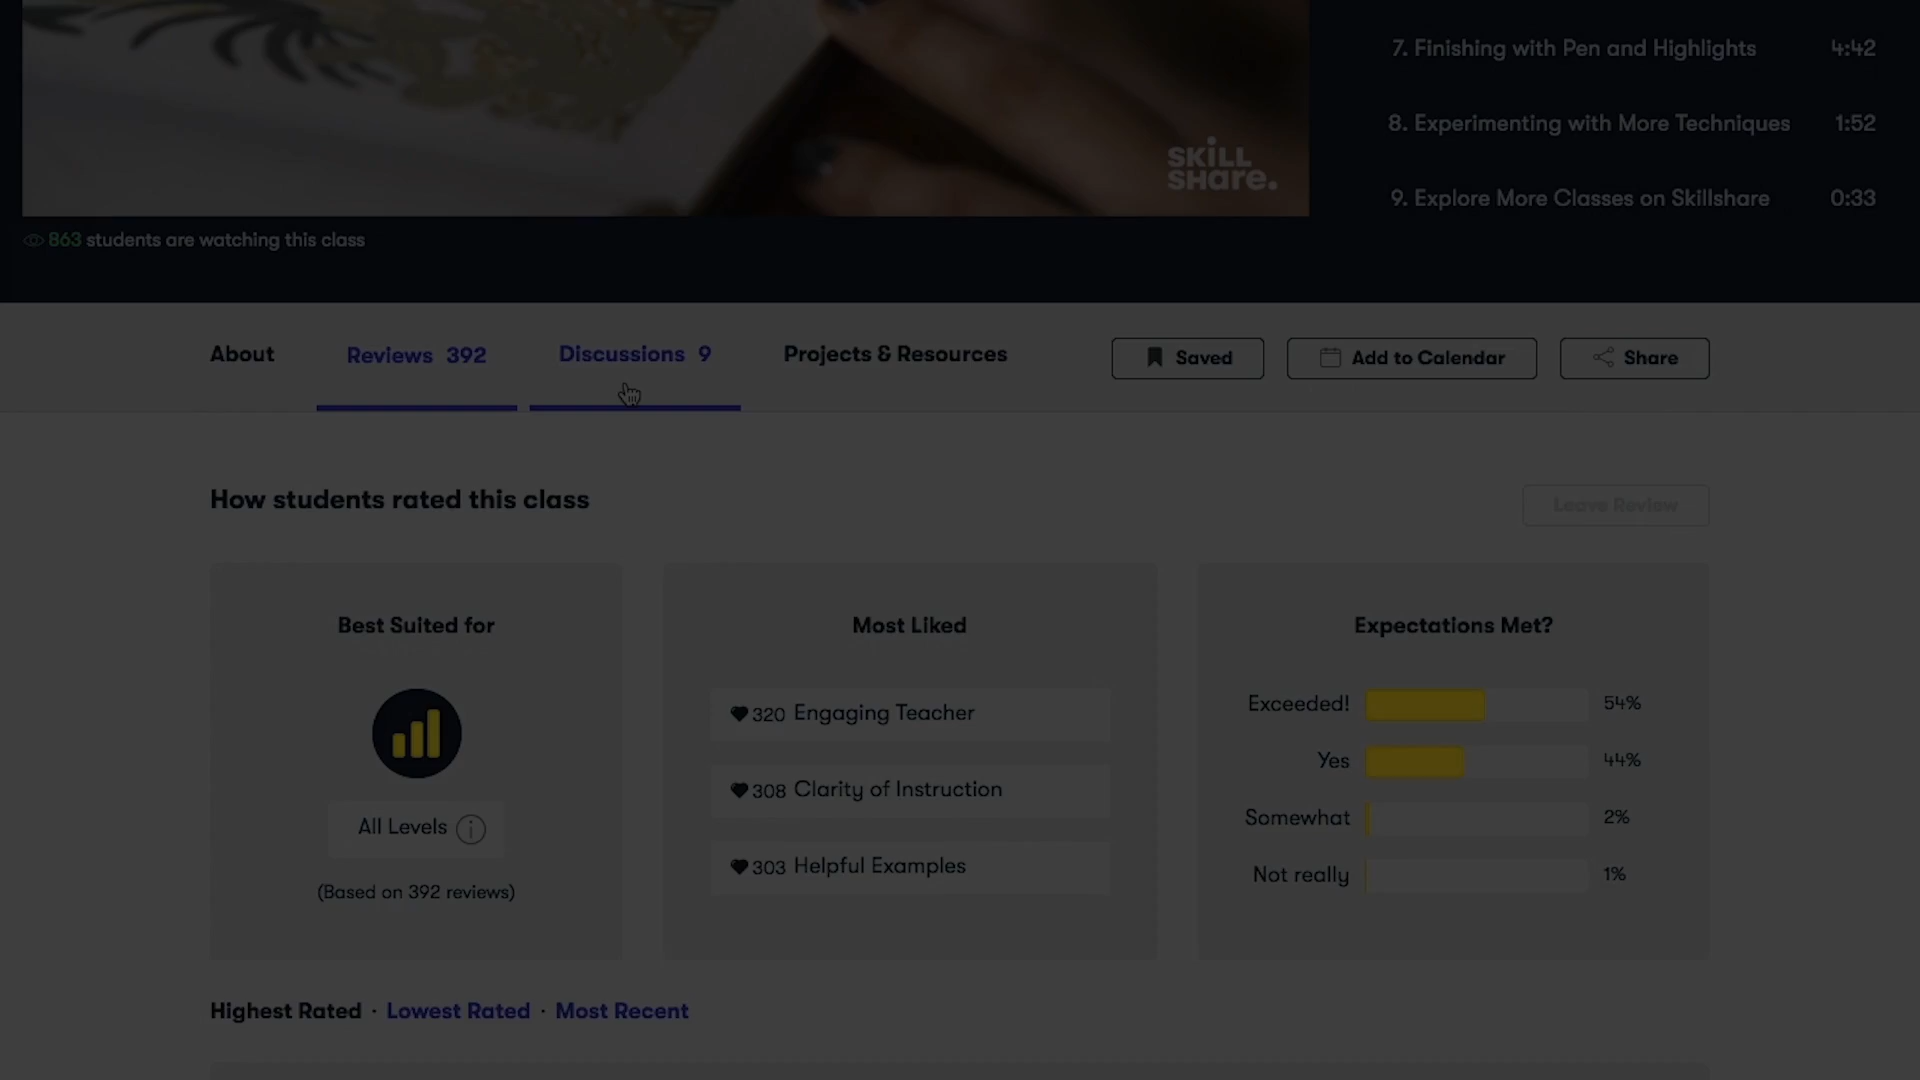 7. Finishing with Pen and Highlights 4:42
8. Experimenting with More Techniques 1:52
9. Explore More Classes on Skillshare 0:33
SKILL
SHare.
863 students are watching this class
About Reviews 392 Discussions 9 Projects & Resources Saved Add to Calendar Share
How students rated this class
Leave Review
Best Suited for
All Levels
(Based on 392 reviews)
Most Liked
320 Engaging Teacher
308 Clarity of Instruction
303 Helpful Examples
Expectations Met?
Exceeded! 54%
Yes 44%
Somewhat 2%
Not really 1%
Highest Rated · Lowest Rated · Most Recent